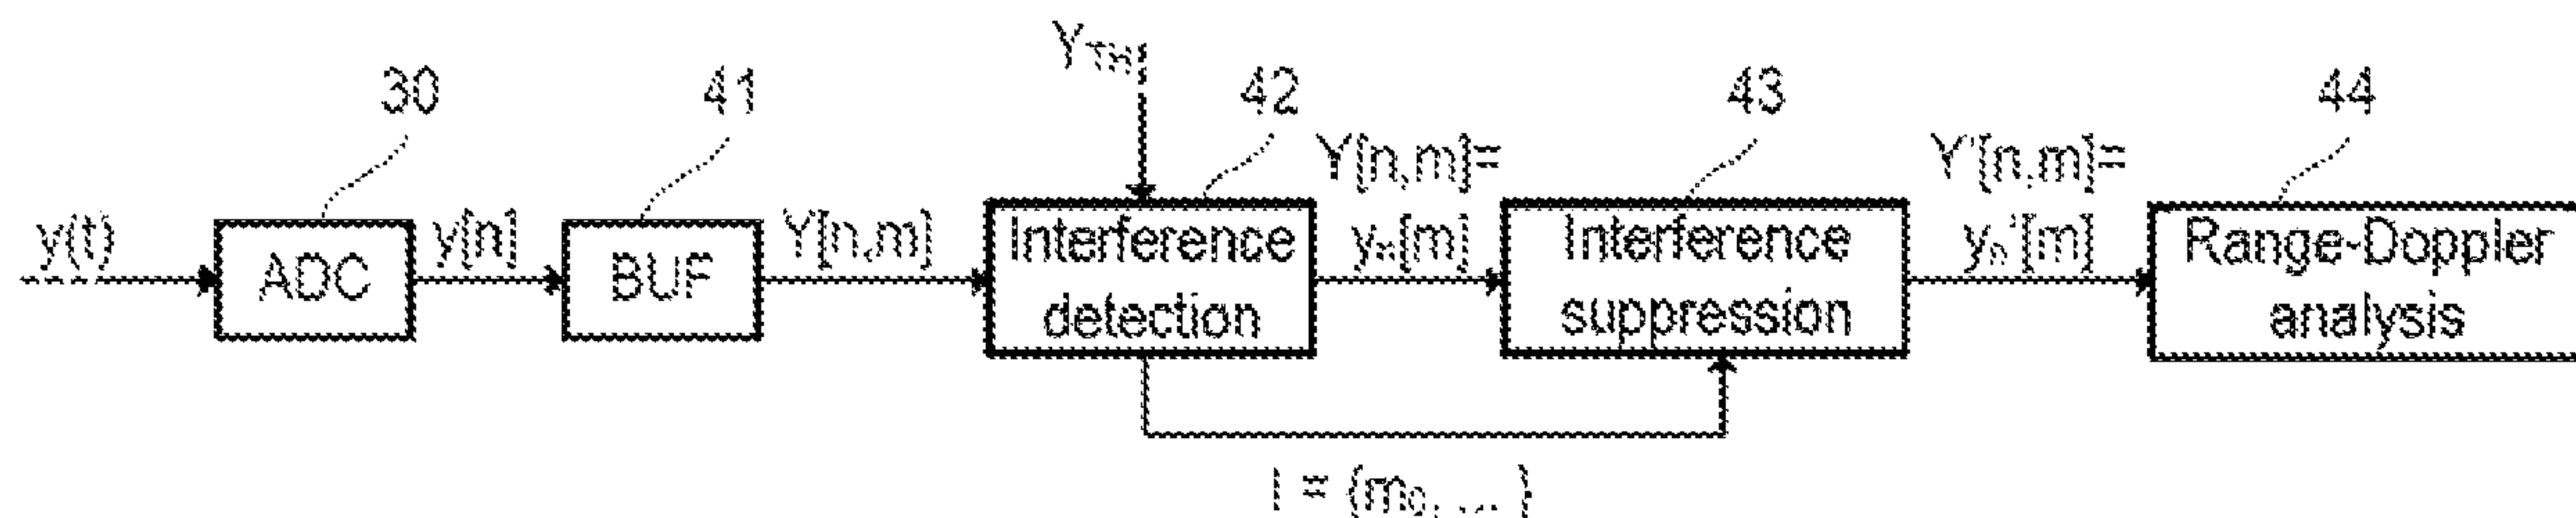 Y_TH
30
41
42
43
44
y(t)
ADC
y[n]
BUF
Y[n,m]
Interference
detection
Y[n,m]=
y_n[m]
Interference
suppression
Y'[n,m]=
y_n'[m]
Range-Doppler
analysis
I = {m_0, ... }